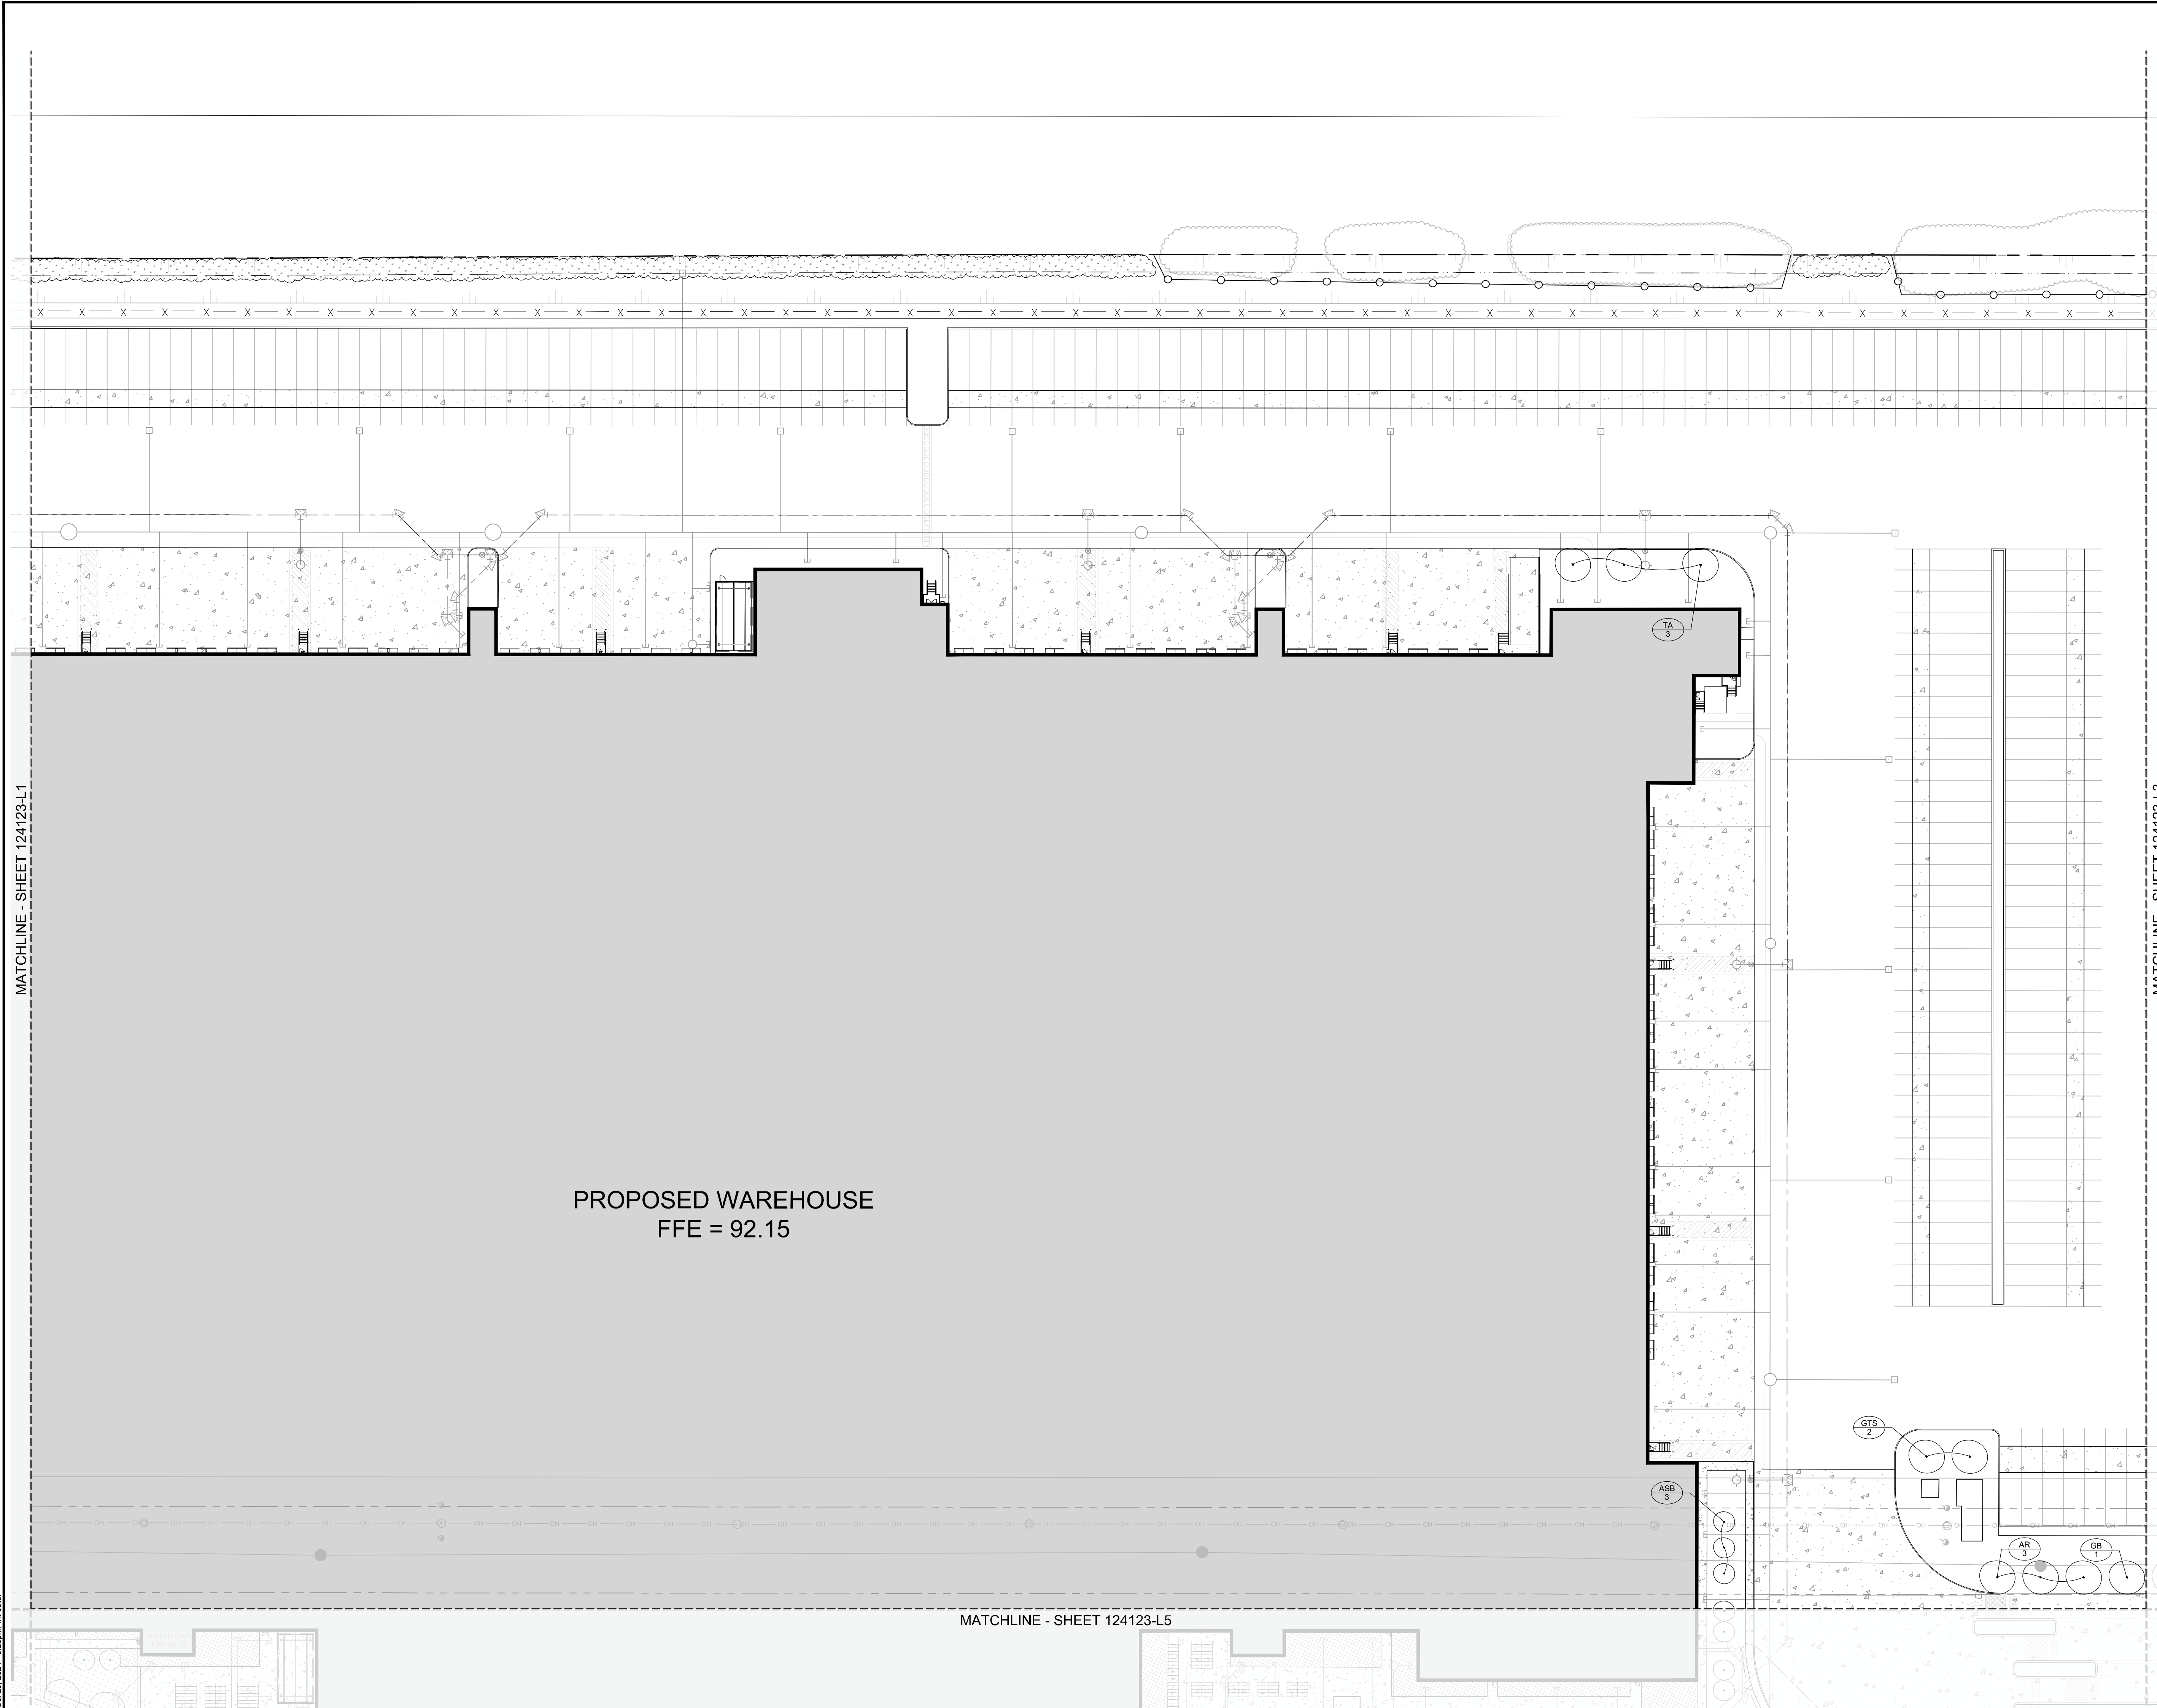 TA
3
MATCHLINE - SHEET 124123-L1
PROPOSED WAREHOUSE
FFE = 92.15
GTS
2
ASB
3
AR
3
GB
1
MATCHLINE - SHEET 124123-L5